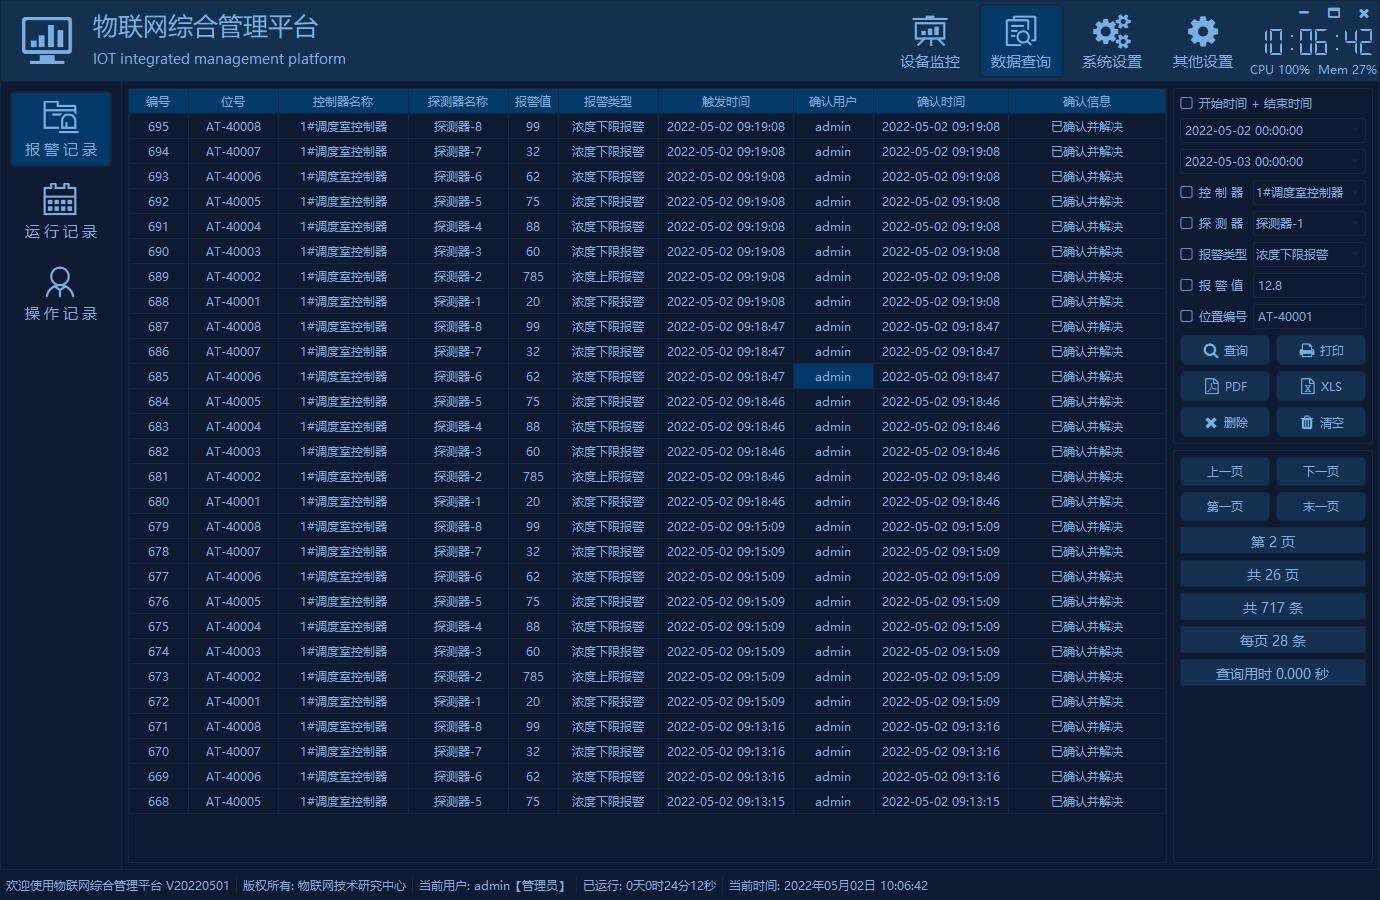 物联网综合管理平台
IOT integrated management platform
设备监控 数据查询 系统设置 其他设置
10:06:42
CPU 100% Mem 27%
报警记录
运行记录
操作记录
编号 位号 控制器名称 探测器名称 报警值 报警类型 触发时间 确认用户 确认时间 确认信息
695 AT-40008 1#调度室控制器 探测器-8 99 浓度下限报警 2022-05-02 09:19:08 admin 2022-05-02 09:19:08 已确认并解决
694 AT-40007 1#调度室控制器 探测器-7 32 浓度下限报警 2022-05-02 09:19:08 admin 2022-05-02 09:19:08 已确认并解决
693 AT-40006 1#调度室控制器 探测器-6 62 浓度下限报警 2022-05-02 09:19:08 admin 2022-05-02 09:19:08 已确认并解决
692 AT-40005 1#调度室控制器 探测器-5 75 浓度下限报警 2022-05-02 09:19:08 admin 2022-05-02 09:19:08 已确认并解决
691 AT-40004 1#调度室控制器 探测器-4 88 浓度下限报警 2022-05-02 09:19:08 admin 2022-05-02 09:19:08 已确认并解决
690 AT-40003 1#调度室控制器 探测器-3 60 浓度下限报警 2022-05-02 09:19:08 admin 2022-05-02 09:19:08 已确认并解决
689 AT-40002 1#调度室控制器 探测器-2 785 浓度上限报警 2022-05-02 09:19:08 admin 2022-05-02 09:19:08 已确认并解决
688 AT-40001 1#调度室控制器 探测器-1 20 浓度下限报警 2022-05-02 09:19:08 admin 2022-05-02 09:19:08 已确认并解决
687 AT-40008 1#调度室控制器 探测器-8 99 浓度下限报警 2022-05-02 09:18:47 admin 2022-05-02 09:18:47 已确认并解决
686 AT-40007 1#调度室控制器 探测器-7 32 浓度下限报警 2022-05-02 09:18:47 admin 2022-05-02 09:18:47 已确认并解决
685 AT-40006 1#调度室控制器 探测器-6 62 浓度下限报警 2022-05-02 09:18:47 admin 2022-05-02 09:18:47 已确认并解决
684 AT-40005 1#调度室控制器 探测器-5 75 浓度下限报警 2022-05-02 09:18:46 admin 2022-05-02 09:18:46 已确认并解决
683 AT-40004 1#调度室控制器 探测器-4 88 浓度下限报警 2022-05-02 09:18:46 admin 2022-05-02 09:18:46 已确认并解决
682 AT-40003 1#调度室控制器 探测器-3 60 浓度下限报警 2022-05-02 09:18:46 admin 2022-05-02 09:18:46 已确认并解决
681 AT-40002 1#调度室控制器 探测器-2 785 浓度上限报警 2022-05-02 09:18:46 admin 2022-05-02 09:18:46 已确认并解决
680 AT-40001 1#调度室控制器 探测器-1 20 浓度下限报警 2022-05-02 09:18:46 admin 2022-05-02 09:18:46 已确认并解决
679 AT-40008 1#调度室控制器 探测器-8 99 浓度下限报警 2022-05-02 09:15:09 admin 2022-05-02 09:15:09 已确认并解决
678 AT-40007 1#调度室控制器 探测器-7 32 浓度下限报警 2022-05-02 09:15:09 admin 2022-05-02 09:15:09 已确认并解决
677 AT-40006 1#调度室控制器 探测器-6 62 浓度下限报警 2022-05-02 09:15:09 admin 2022-05-02 09:15:09 已确认并解决
676 AT-40005 1#调度室控制器 探测器-5 75 浓度下限报警 2022-05-02 09:15:09 admin 2022-05-02 09:15:09 已确认并解决
675 AT-40004 1#调度室控制器 探测器-4 88 浓度下限报警 2022-05-02 09:15:09 admin 2022-05-02 09:15:09 已确认并解决
674 AT-40003 1#调度室控制器 探测器-3 60 浓度下限报警 2022-05-02 09:15:09 admin 2022-05-02 09:15:09 已确认并解决
673 AT-40002 1#调度室控制器 探测器-2 785 浓度上限报警 2022-05-02 09:15:09 admin 2022-05-02 09:15:09 已确认并解决
672 AT-40001 1#调度室控制器 探测器-1 20 浓度下限报警 2022-05-02 09:15:09 admin 2022-05-02 09:15:09 已确认并解决
671 AT-40008 1#调度室控制器 探测器-8 99 浓度下限报警 2022-05-02 09:13:16 admin 2022-05-02 09:13:16 已确认并解决
670 AT-40007 1#调度室控制器 探测器-7 32 浓度下限报警 2022-05-02 09:13:16 admin 2022-05-02 09:13:16 已确认并解决
669 AT-40006 1#调度室控制器 探测器-6 62 浓度下限报警 2022-05-02 09:13:16 admin 2022-05-02 09:13:16 已确认并解决
668 AT-40005 1#调度室控制器 探测器-5 75 浓度下限报警 2022-05-02 09:13:15 admin 2022-05-02 09:13:15 已确认并解决
开始时间 + 结束时间
2022-05-02 00:00:00
2022-05-03 00:00:00
控 制 器 1#调度室控制器
探 测 器 探测器-1
报警类型 浓度下限报警
报 警 值 12.8
位置编号 AT-40001
查询 打印
PDF XLS
删除 清空
上一页 下一页
第一页 末一页
第 2 页
共 26 页
共 717 条
每页 28 条
查询用时 0.000 秒
欢迎使用物联网综合管理平台 V20220501 版权所有: 物联网技术研究中心 当前用户: admin【管理员】 已运行: 0天0时24分12秒 当前时间: 2022年05月02日 10:06:42